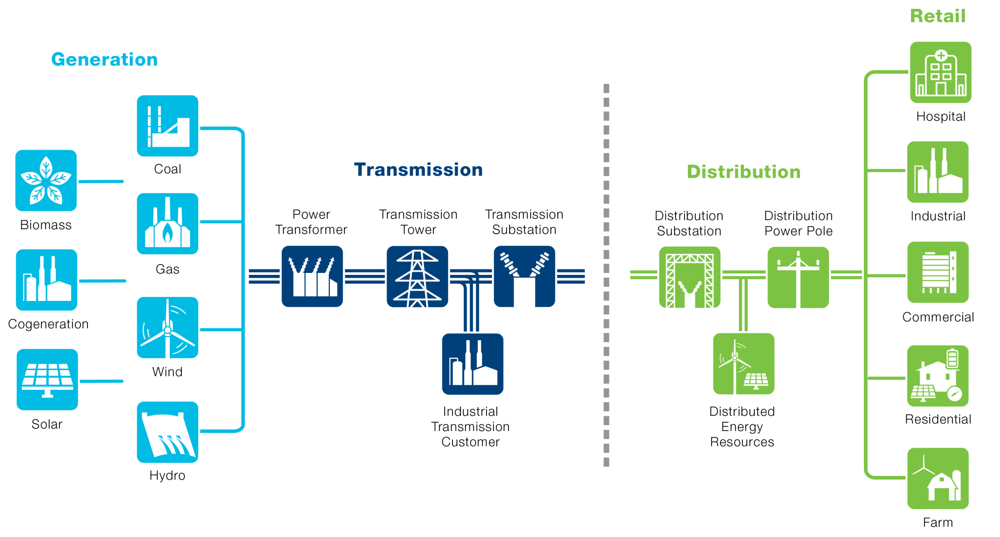 Generation
Coal
Biomass
Gas
Cogeneration
Wind
Solar
Hydro
Transmission
Power
Transformer
Transmission
Tower
Transmission
Substation
Industrial
Transmission
Customer
Distribution
Distribution
Substation
Distribution
Power Pole
Distributed
Energy
Resources
Retail
Hospital
Industrial
Commercial
Residential
Farm